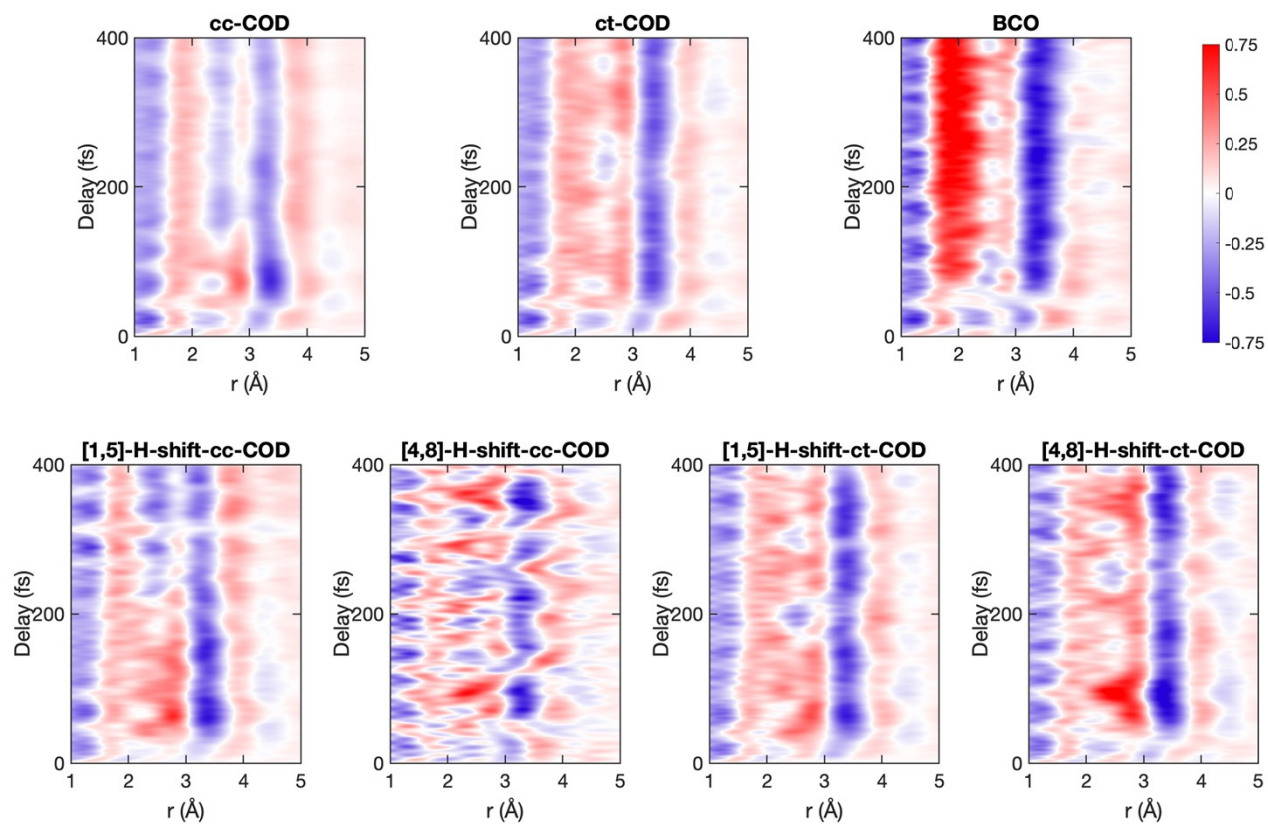 cc-COD
ct-COD
BCO
400
200
0
Delay (fs)
1 2 3 4 5
r (Å)
400
200
0
Delay (fs)
1 2 3 4 5
r (Å)
400
200
0
Delay (fs)
1 2 3 4 5
r (Å)
0.75
0.5
0.25
0
-0.25
-0.5
-0.75
[1,5]-H-shift-cc-COD
[4,8]-H-shift-cc-COD
[1,5]-H-shift-ct-COD
[4,8]-H-shift-ct-COD
400
200
0
Delay (fs)
1 2 3 4 5
r (Å)
400
200
0
Delay (fs)
1 2 3 4 5
r (Å)
400
200
0
Delay (fs)
1 2 3 4 5
r (Å)
400
200
0
Delay (fs)
1 2 3 4 5
r (Å)